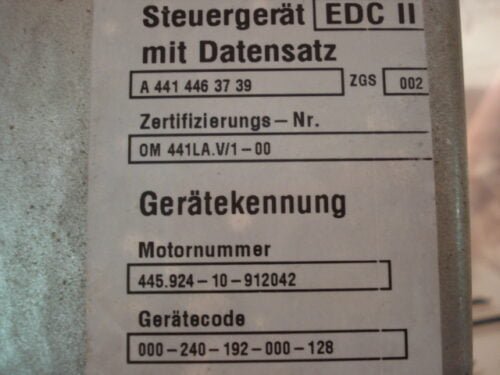 Steuergerät EDC II
mit Datensatz
A 441 446 37 39 ZGS 002
Zertifizierungs-Nr.
OM 441LA.V/1-00
Gerätekennung
Motornummer
445.924-10-912042
Gerätecode
000-240-192-000-128